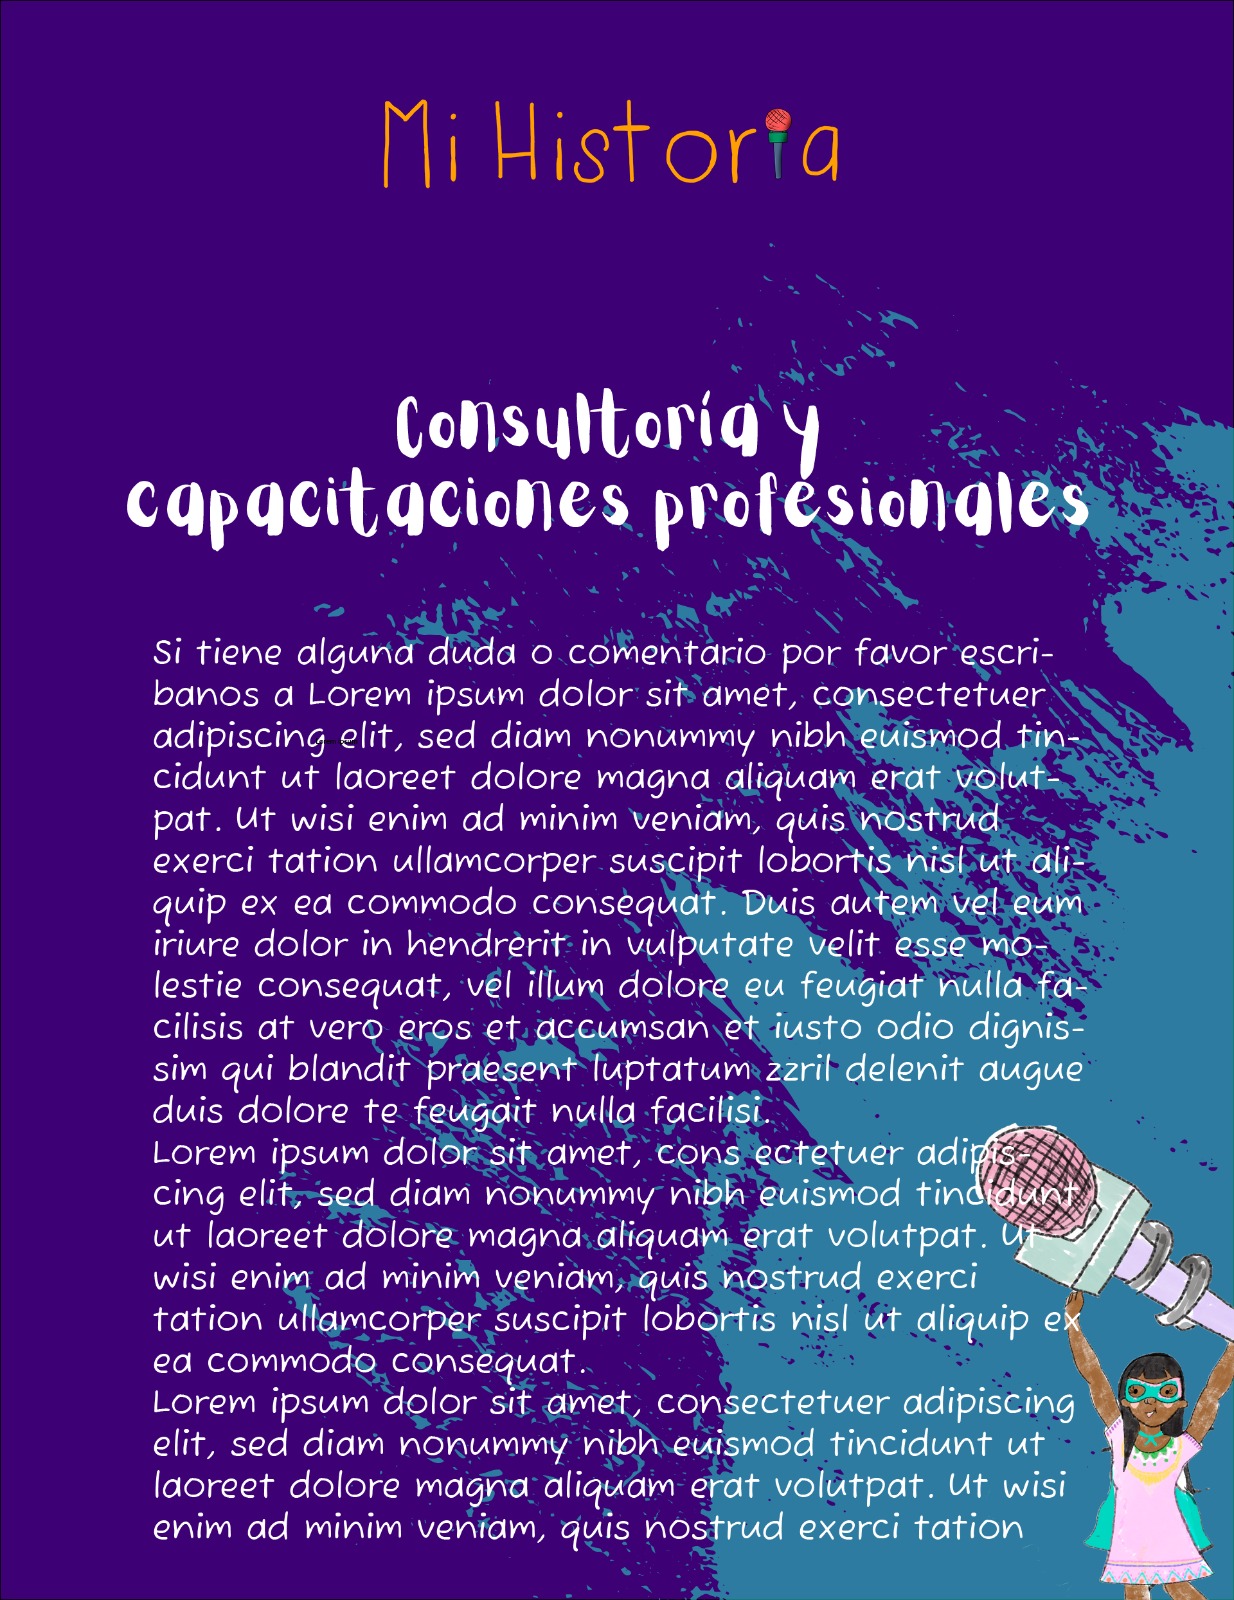 Mi Historia
Consultoría y
capacitaciones profesionales
Si tiene alguna duda o comentario por favor escri-
banos a Lorem ipsum dolor sit amet, consectetuer
adipiscing elit, sed diam nonummy nibh euismod tin-
cidunt ut laoreet dolore magna aliquam erat volut-
pat. Ut wisi enim ad minim veniam, quis nostrud
exerci tation ullamcorper suscipit lobortis nisl ut ali-
quip ex ea commodo consequat. Duis autem vel eum
iriure dolor in hendrerit in vulputate velit esse mo-
lestie consequat, vel illum dolore eu feugiat nulla fa-
cilisis at vero eros et accumsan et iusto odio dignis-
sim qui blandit praesent luptatum zzril delenit augue
duis dolore te feugait nulla facilisi.
Lorem ipsum dolor sit amet, cons ectetuer adipis-
cing elit, sed diam nonummy nibh euismod tincidunt
ut laoreet dolore magna aliquam erat volutpat. Ut
wisi enim ad minim veniam, quis nostrud exerci
tation ullamcorper suscipit lobortis nisl ut aliquip ex
ea commodo consequat.
Lorem ipsum dolor sit amet, consectetuer adipiscing
elit, sed diam nonummy nibh euismod tincidunt ut
laoreet dolore magna aliquam erat volutpat. Ut wisi
enim ad minim veniam, quis nostrud exerci tation